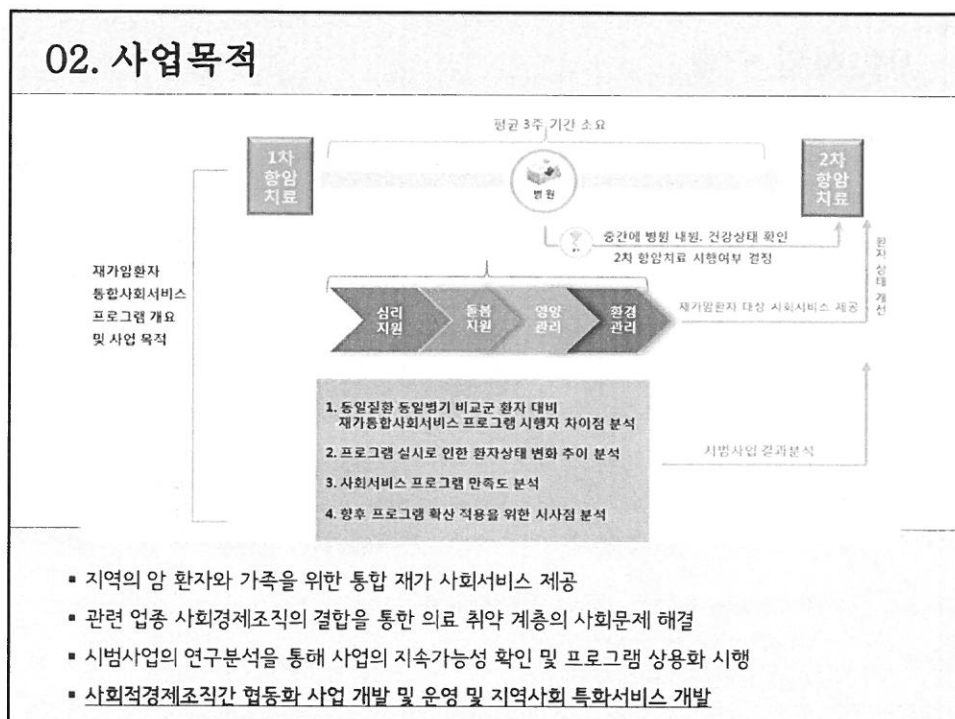 02. 사업목적
평균 3주 기간 소요
1차
항암
치료
병원
2차
항암
치료
중간에 병원 내원. 건강상태 확인
2차 항암치료 시행여부 결정
환자 상태 개선
재가암환자
통합사회서비스
프로그램 개요
및 사업 목적
심리
지원
돌봄
지원
영양
관리
환경
관리
재가암환자 대상 사회서비스 제공
1. 동일질환 동일병기 비교군 환자 대비
재가통합사회서비스 프로그램 시행자 차이점 분석
2. 프로그램 실시로 인한 환자상태 변화 추이 분석
3. 사회서비스 프로그램 만족도 분석
4. 향후 프로그램 확산 적용을 위한 시사점 분석
시범사업 결과분석
▪ 지역의 암 환자와 가족을 위한 통합 재가 사회서비스 제공
▪ 관련 업종 사회경제조직의 결합을 통한 의료 취약 계층의 사회문제 해결
▪ 시범사업의 연구분석을 통해 사업의 지속가능성 확인 및 프로그램 상용화 시행
▪ 사회적경제조직간 협동화 사업 개발 및 운영 및 지역사회 특화서비스 개발